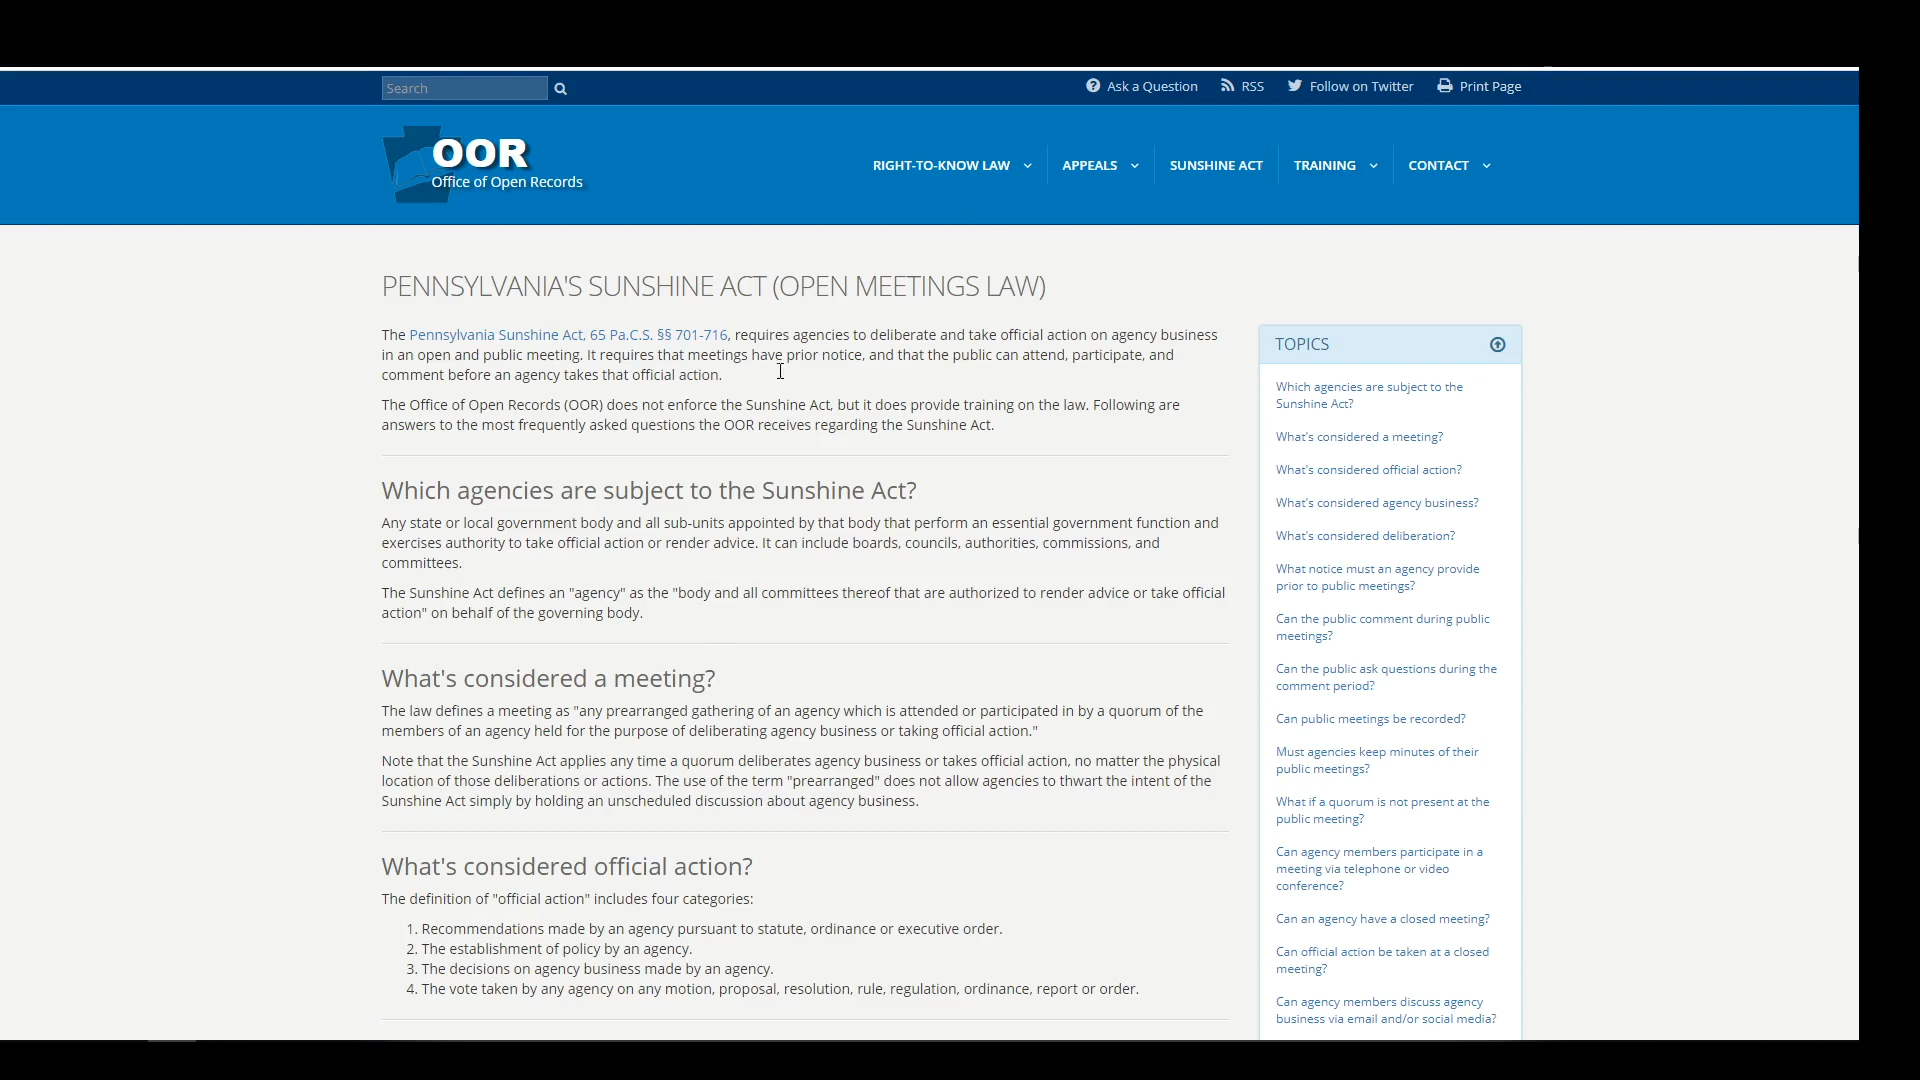 Search
Ask a Question
RSS
Follow on Twitter
Print Page
OOR
Office of Open Records
RIGHT-TO-KNOW LAW
APPEALS
SUNSHINE ACT
TRAINING
CONTACT
PENNSYLVANIA'S SUNSHINE ACT (OPEN MEETINGS LAW)
The Pennsylvania Sunshine Act, 65 Pa.C.S. §§ 701-716, requires agencies to deliberate and take official action on agency business
in an open and public meeting. It requires that meetings have prior notice, and that the public can attend, participate, and
comment before an agency takes that official action.
The Office of Open Records (OOR) does not enforce the Sunshine Act, but it does provide training on the law. Following are
answers to the most frequently asked questions the OOR receives regarding the Sunshine Act.
Which agencies are subject to the Sunshine Act?
Any state or local government body and all sub-units appointed by that body that perform an essential government function and
exercises authority to take official action or render advice. It can include boards, councils, authorities, commissions, and
committees.
The Sunshine Act defines an "agency" as the "body and all committees thereof that are authorized to render advice or take official
action" on behalf of the governing body.
What's considered a meeting?
The law defines a meeting as "any prearranged gathering of an agency which is attended or participated in by a quorum of the
members of an agency held for the purpose of deliberating agency business or taking official action."
Note that the Sunshine Act applies any time a quorum deliberates agency business or takes official action, no matter the physical
location of those deliberations or actions. The use of the term "prearranged" does not allow agencies to thwart the intent of the
Sunshine Act simply by holding an unscheduled discussion about agency business.
What's considered official action?
The definition of "official action" includes four categories:
1. Recommendations made by an agency pursuant to statute, ordinance or executive order.
2. The establishment of policy by an agency.
3. The decisions on agency business made by an agency.
4. The vote taken by any agency on any motion, proposal, resolution, rule, regulation, ordinance, report or order.
TOPICS
Which agencies are subject to the
Sunshine Act?
What's considered a meeting?
What's considered official action?
What's considered agency business?
What's considered deliberation?
What notice must an agency provide
prior to public meetings?
Can the public comment during public
meetings?
Can the public ask questions during the
comment period?
Can public meetings be recorded?
Must agencies keep minutes of their
public meetings?
What if a quorum is not present at the
public meeting?
Can agency members participate in a
meeting via telephone or video
conference?
Can an agency have a closed meeting?
Can official action be taken at a closed
meeting?
Can agency members discuss agency
business via email and/or social media?